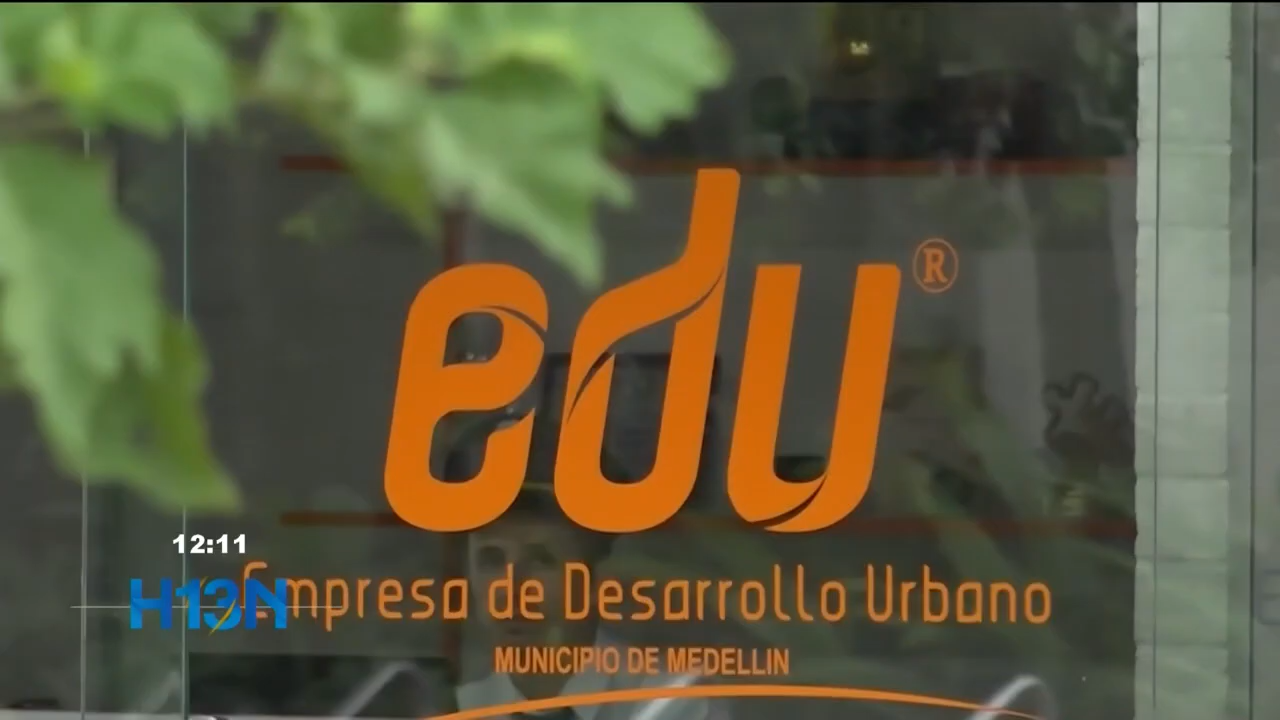 edu®
Empresa de Desarrollo Urbano
MUNICIPIO DE MEDELLIN
12:11
H13N